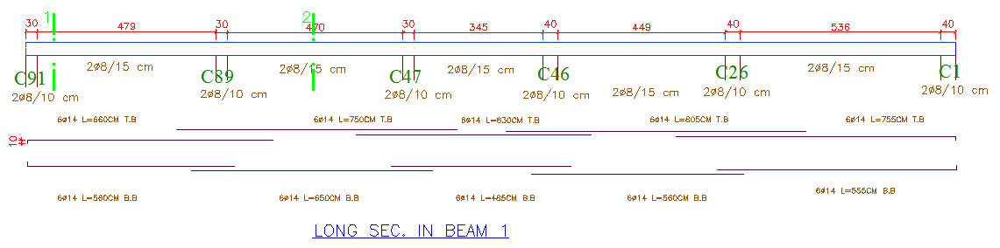 1 2
30 479 30 470 30 345 40 449 40 536 40
2ø8/15 cm 2ø8/15 cm 2ø8/15 cm 2ø8/15 cm
C91 C89 C47 C46 C26 C1
2ø8/10 cm 2ø8/10 cm 2ø8/10 cm 2ø8/10 cm 2ø8/15 cm 2ø8/10 cm 2ø8/10 cm
6ø14 L=660CM T.B 6ø14 L=750CM T.B 6ø14 L=630CM T.B 6ø14 L=805CM T.B 6ø14 L=755CM T.B
10
6ø14 L=560CM B.B 6ø14 L=650CM B.B 6ø14 L=485CM B.B 6ø14 L=560CM B.B 6ø14 L=555CM B.B
LONG SEC. IN BEAM 1